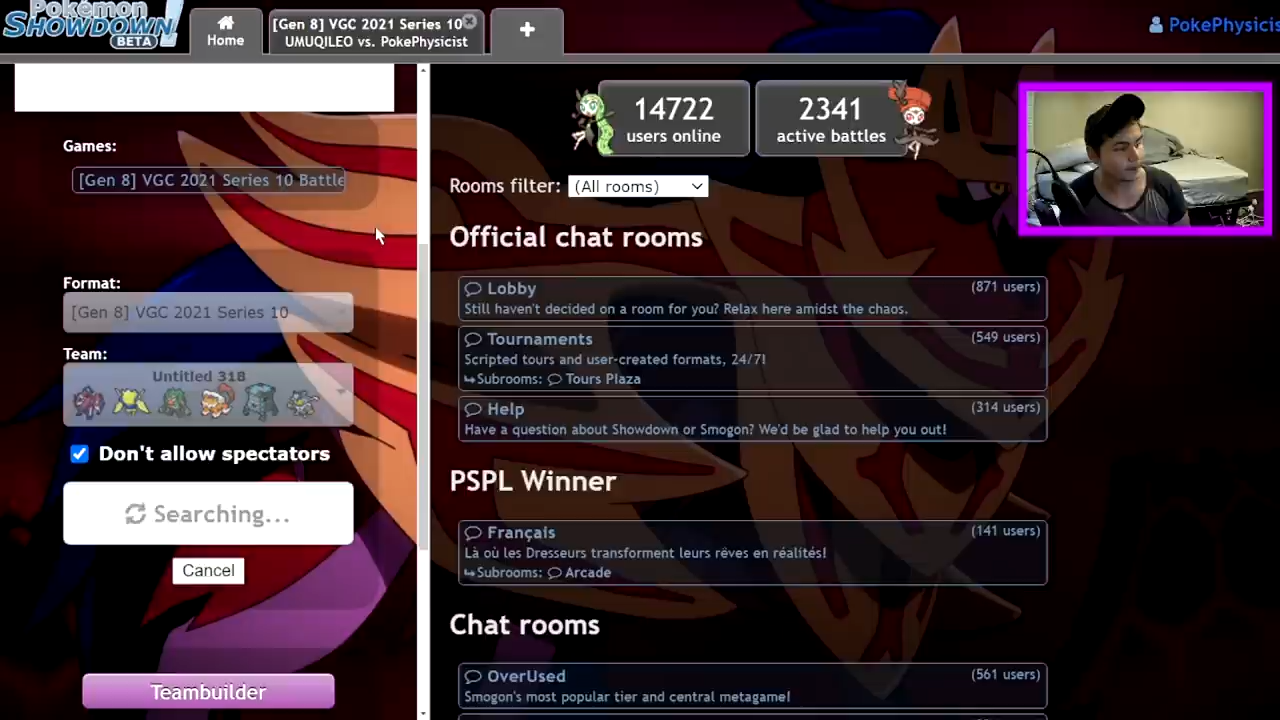 Pokémon
SHOWDOWN!
BETA
Home
[Gen 8] VGC 2021 Series 10
UMUQILEO vs. PokePhysicist
+
PokePhysicis
Games:
[Gen 8] VGC 2021 Series 10 Battle
Format:
[Gen 8] VGC 2021 Series 10
Team:
Untitled 318
Don't allow spectators
Searching...
Cancel
Teambuilder
14722
users online
2341
active battles
Rooms filter: (All rooms)
Official chat rooms
Lobby (871 users)
Still haven't decided on a room for you? Relax here amidst the chaos.
Tournaments (549 users)
Scripted tours and user-created formats, 24/7!
↳Subrooms: Tours Plaza
Help (314 users)
Have a question about Showdown or Smogon? We'd be glad to help you out!
PSPL Winner
Français (141 users)
Là où les Dresseurs transforment leurs rêves en réalités!
↳Subrooms: Arcade
Chat rooms
OverUsed (561 users)
Smogon's most popular tier and central metagame!